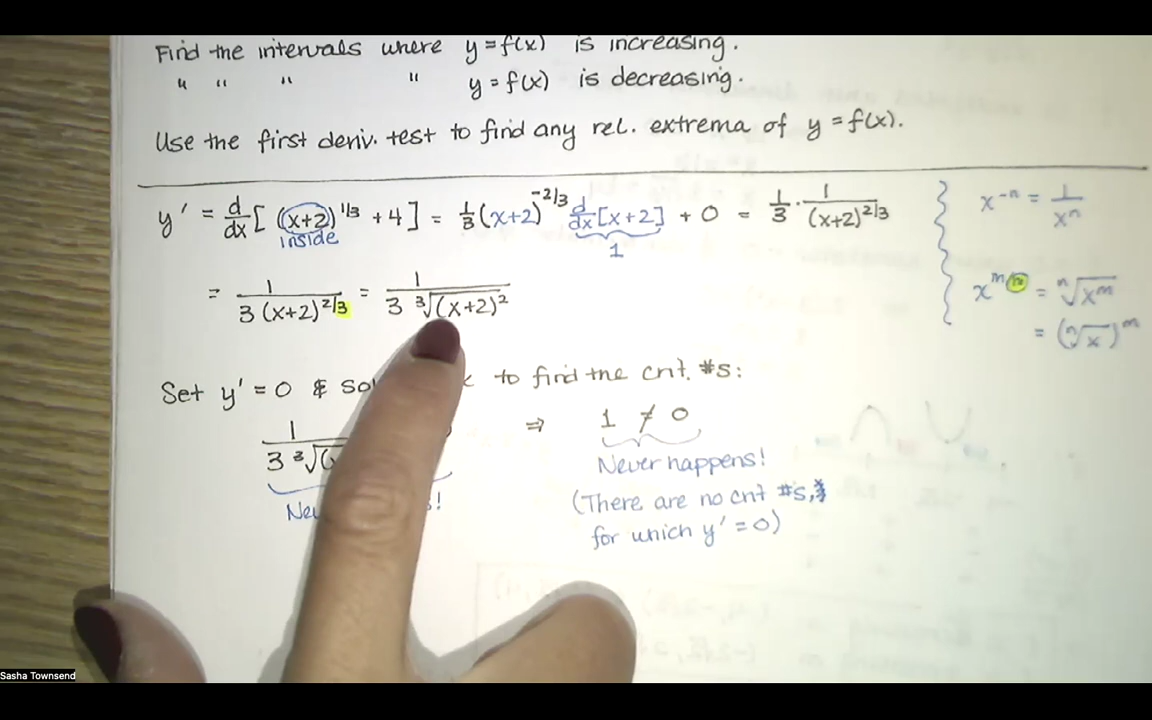 Find the intervals where y = f(x) is increasing.
" " " " y = f(x) is decreasing.
Use the first deriv. test to find any rel. extrema of y = f(x).
y' = d/dx [ (x+2)^1/3 + 4 ] = 1/3 (x+2)^-2/3 d/dx [x+2] + 0 = 1/3 · 1/(x+2)^2/3
inside
1
x^-n = 1/x^n
= 1/(3 (x+2)^2/3) = 1/(3 ∛(x+2)^2)
x^m/n = ⁿ√x^m
= (ⁿ√x)^m
Set y' = 0 & to find the crit. #s:
1/(3 ∛( ⇒ 1 ≠ 0
Never happens!
(There are no crit #s,
for which y' = 0)
Sasha Townsend